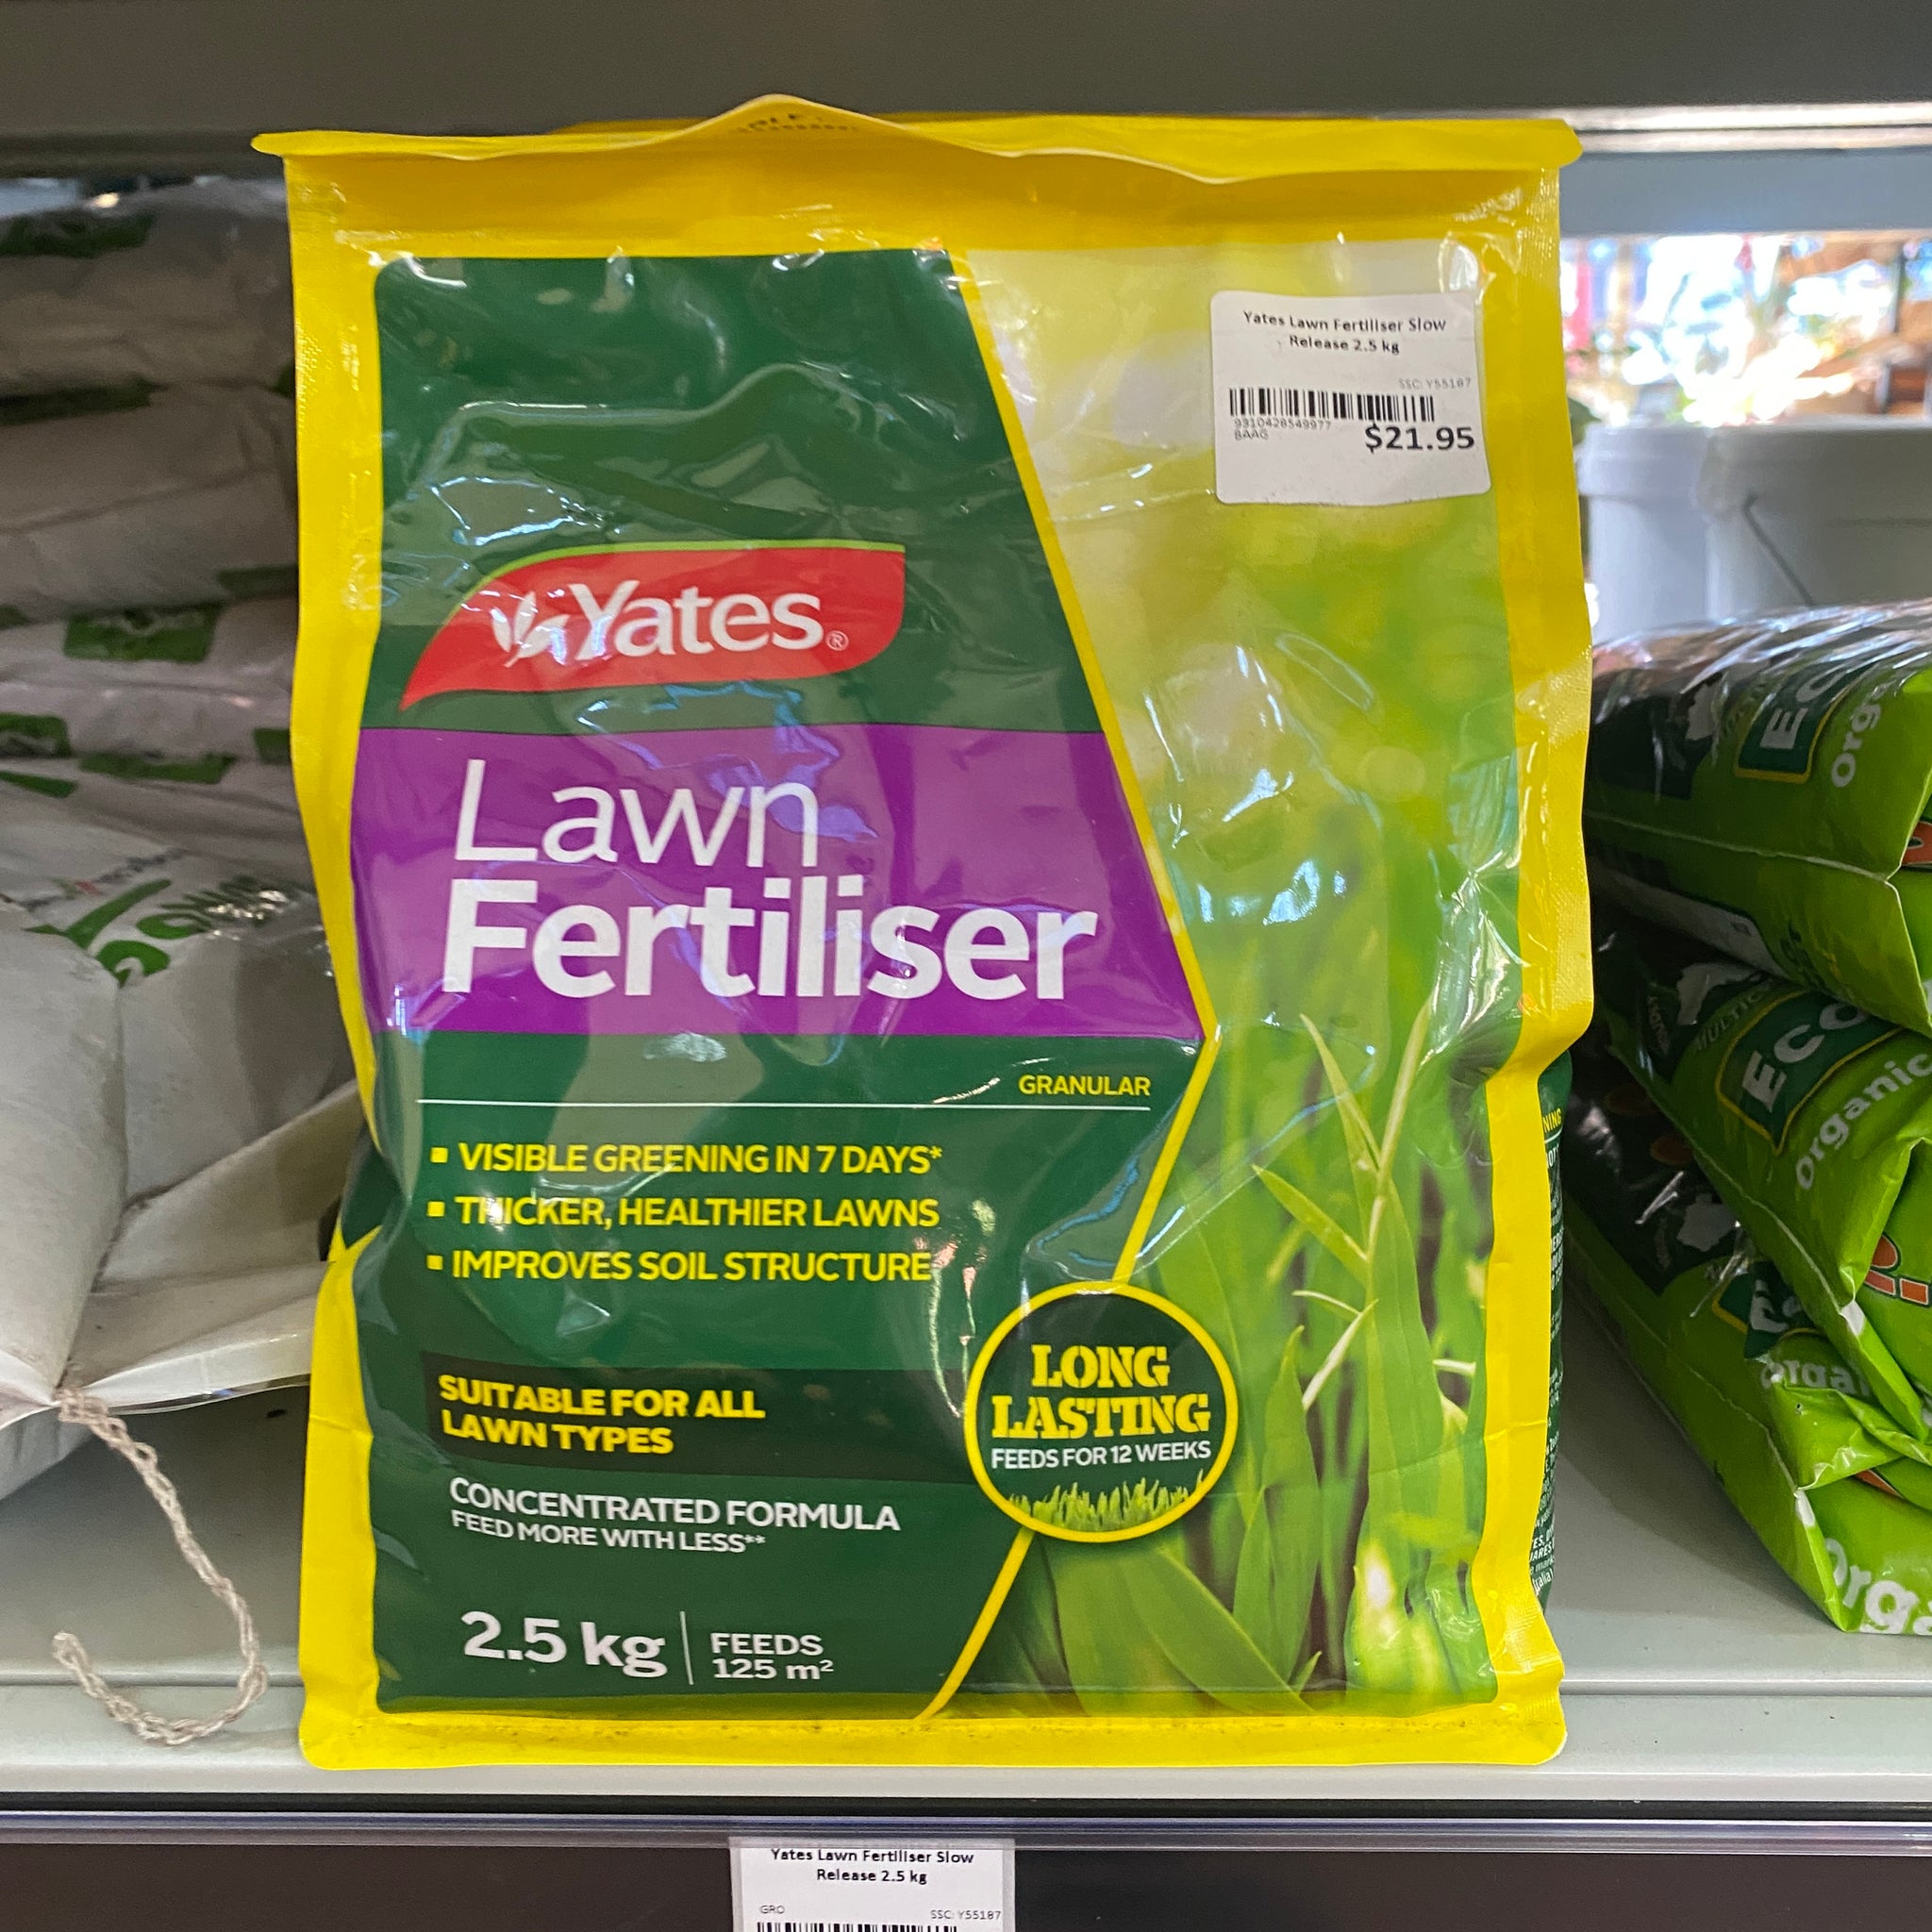 Yates Lawn Fertiliser Slow
Release 2.5 kg
SSC: Y55187
9310428549977
BAAG
$21.95
Yates®
Lawn
Fertiliser
GRANULAR
▪ VISIBLE GREENING IN 7 DAYS*
▪ THICKER, HEALTHIER LAWNS
▪ IMPROVES SOIL STRUCTURE
SUITABLE FOR ALL
LAWN TYPES
LONG
LASTING
FEEDS FOR 12 WEEKS
CONCENTRATED FORMULA
FEED MORE WITH LESS**
2.5 kg
FEEDS
125 m²
organic
Yates Lawn Fertiliser Slow
Release 2.5 kg
GRO
SSC: Y55187